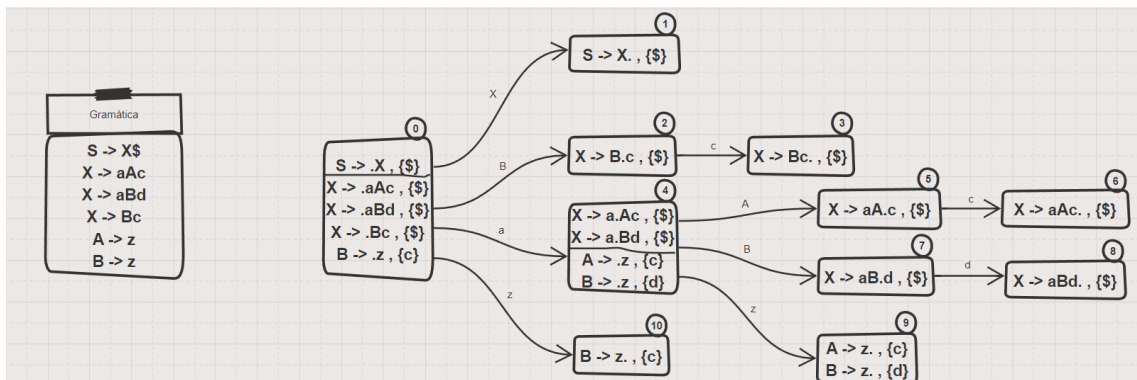 Gramática
S -> X$
X -> aAc
X -> aBd
X -> Bc
A -> z
B -> z
0
S -> .X , {$}
X -> .aAc , {$}
X -> .aBd , {$}
X -> .Bc , {$}
B -> .z , {c}
X
B
a
z
1
S -> X. , {$}
2
X -> B.c , {$}
c
3
X -> Bc. , {$}
4
X -> a.Ac , {$}
X -> a.Bd , {$}
A -> .z , {c}
B -> .z , {d}
A
B
z
5
X -> aA.c , {$}
c
6
X -> aAc. , {$}
7
X -> aB.d , {$}
d
8
X -> aBd. , {$}
9
A -> z. , {c}
B -> z. , {d}
10
B -> z. , {c}